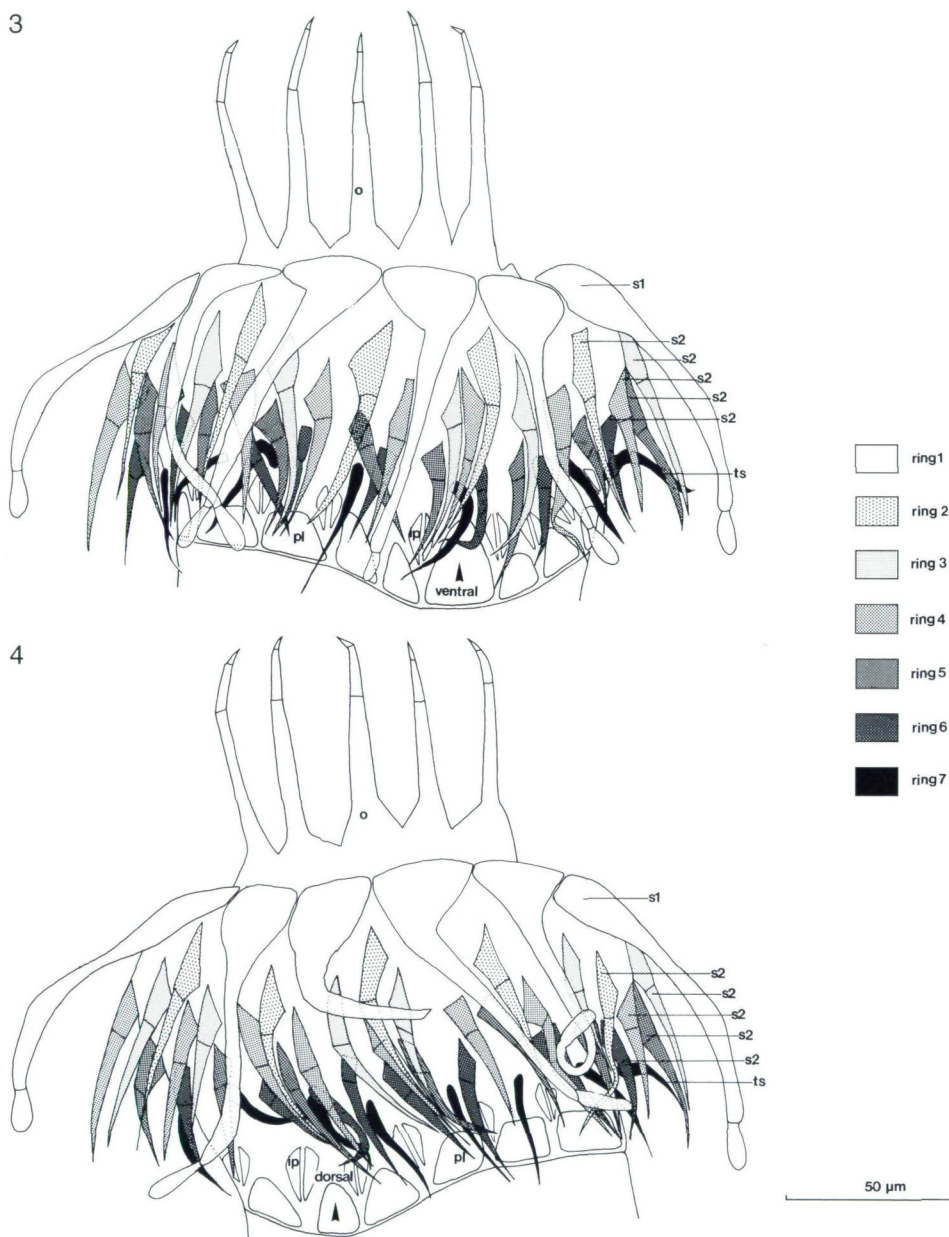 3
o
s1
s2
s2
s2
s2
s2
ts
pl
ip
ventral
ring1
ring 2
ring 3
ring 4
ring 5
ring 6
ring 7
4
o
s1
s2
s2
s2
s2
s2
ts
ip
pl
dorsal
50 µm